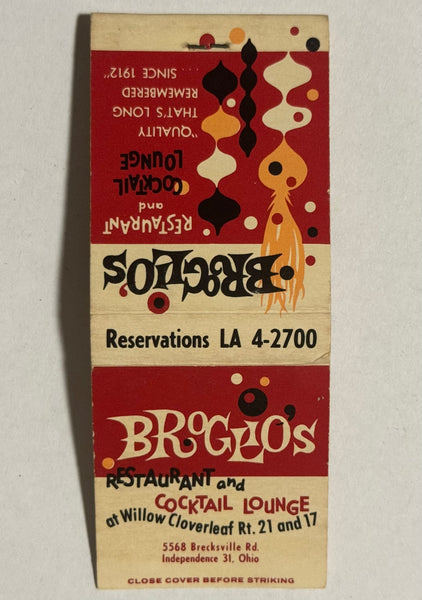 BROGLIO'S
RESTAURANT
and
COCKTAIL
LOUNGE
"QUALITY
THAT'S LONG
REMEMBERED
... SINCE 1912"
Reservations LA 4-2700
BROGLIO'S
RESTAURANT and
COCKTAIL LOUNGE
at Willow Cloverleaf Rt. 21 and 17
5568 Brecksville Rd.
Independence 31, Ohio
CLOSE COVER BEFORE STRIKING